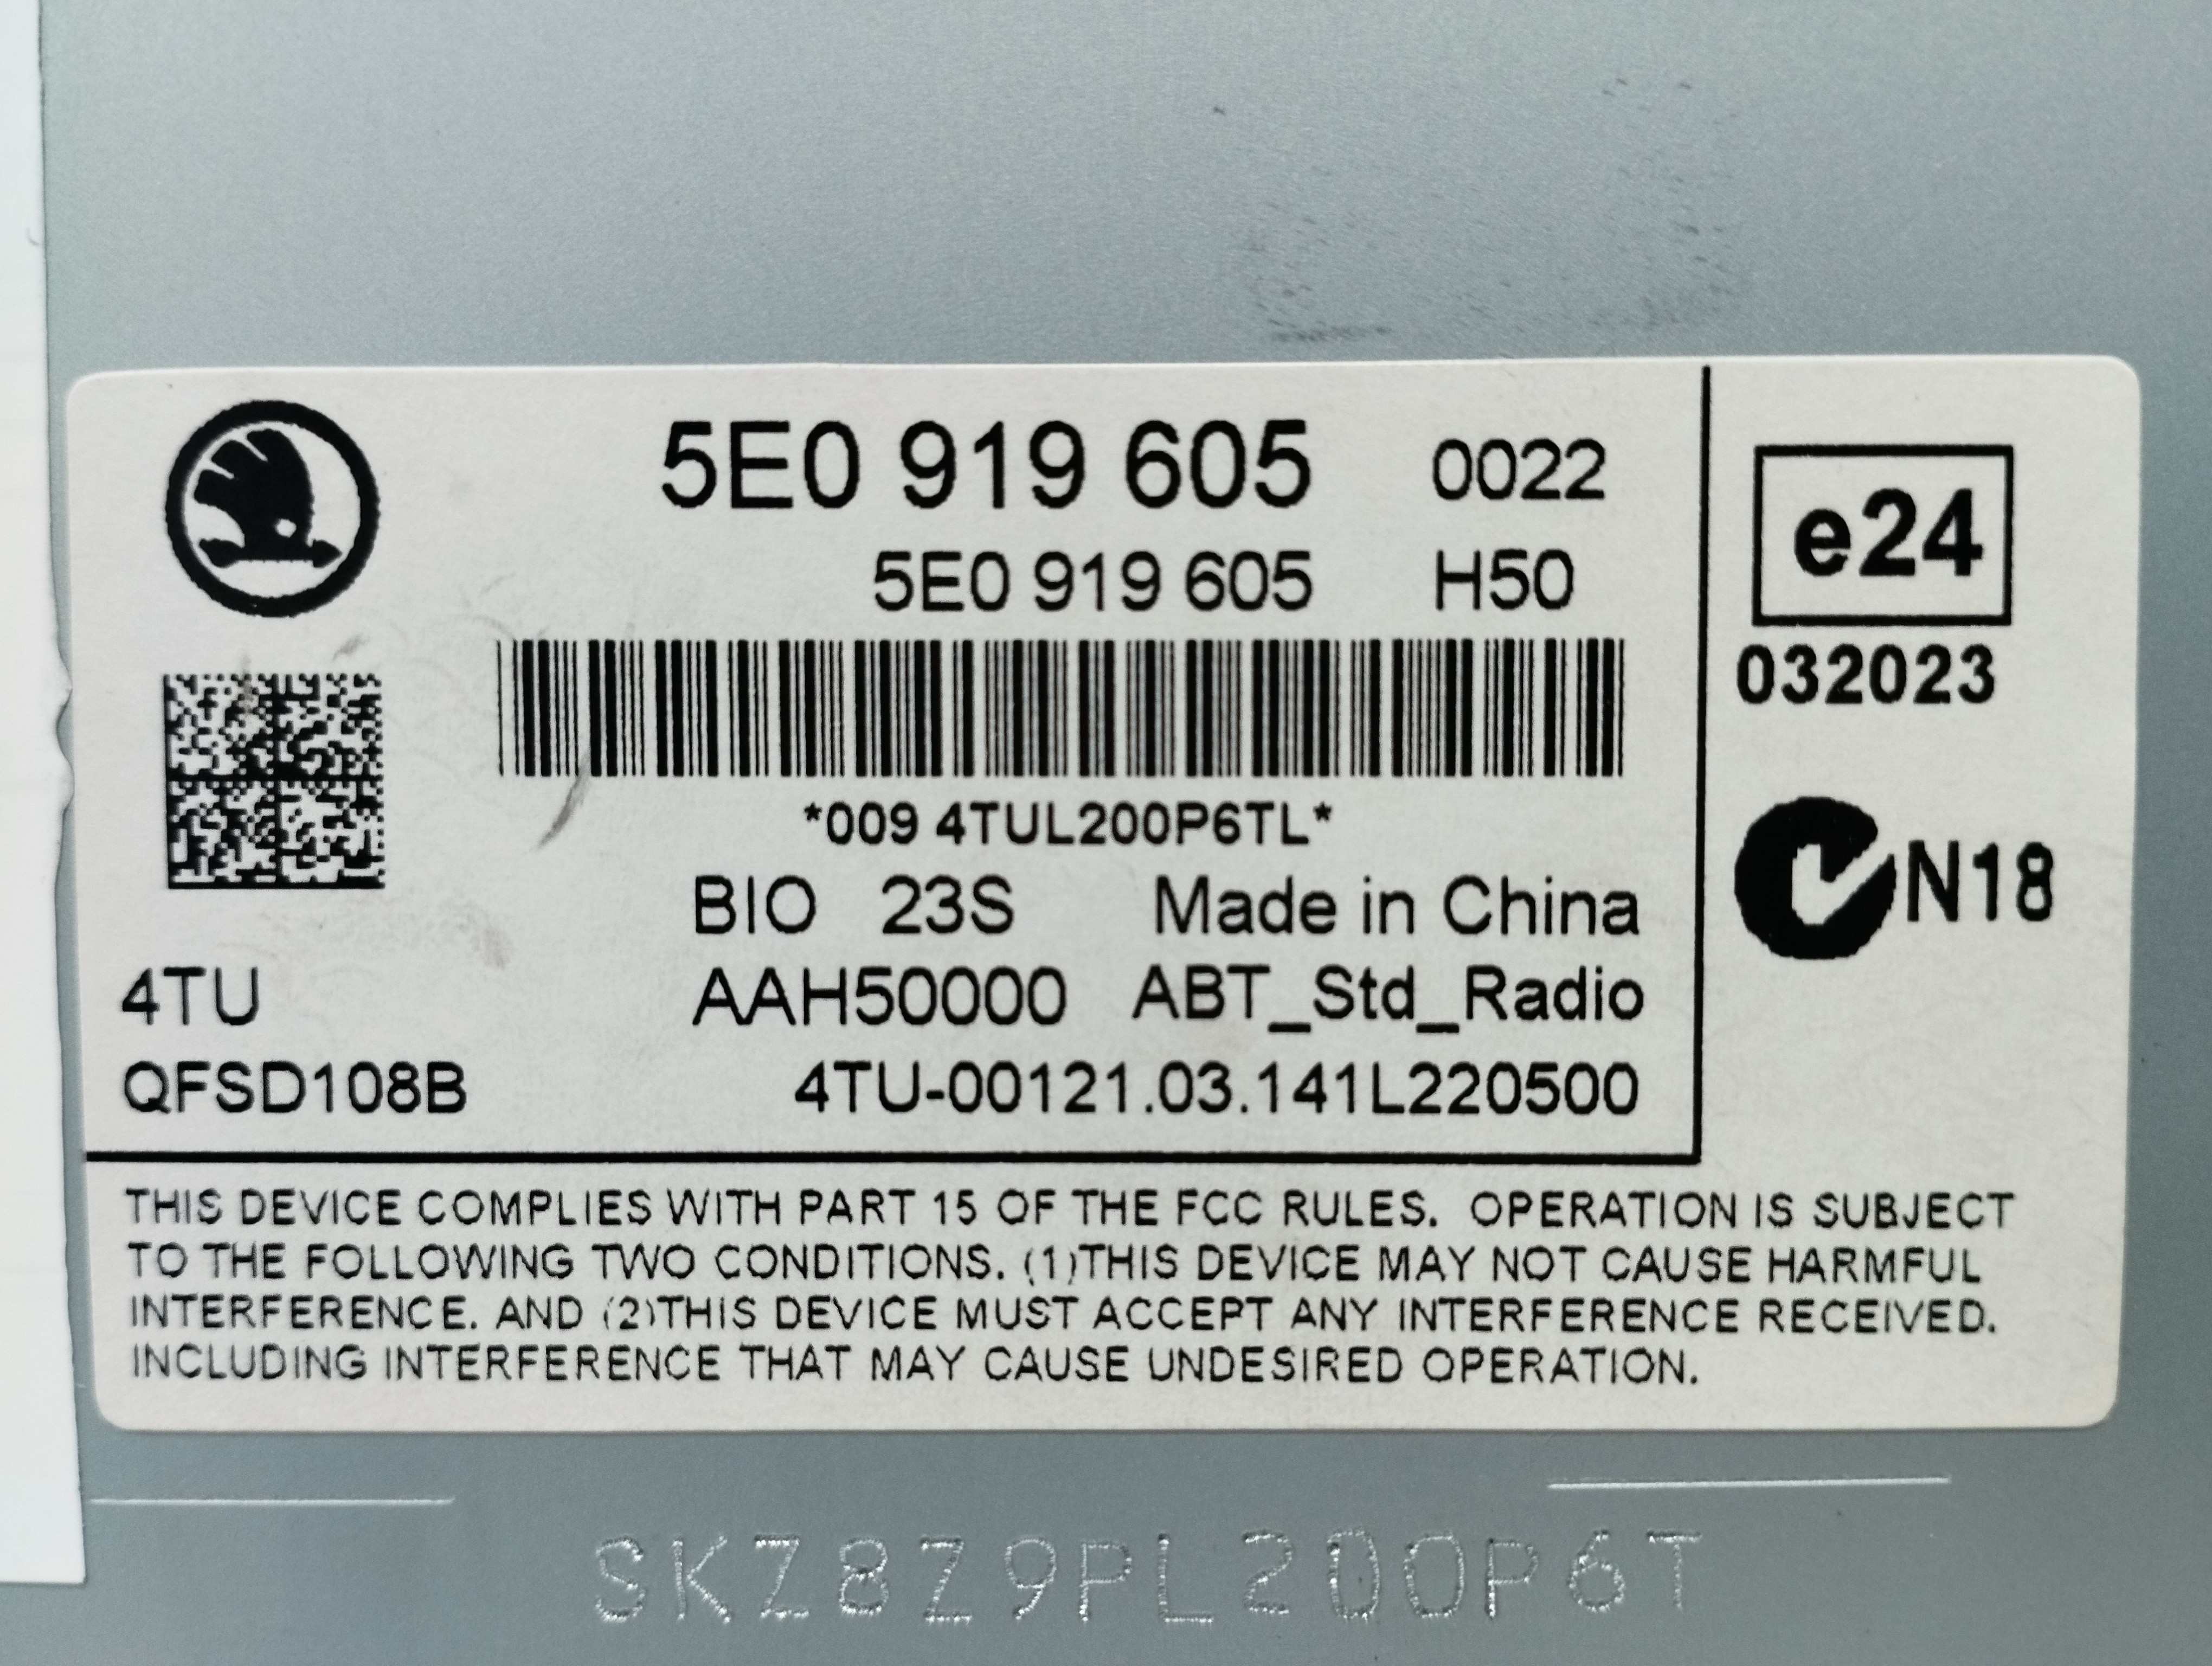 5E0 919 605 0022
5E0 919 605 H50
e24
032023
*009 4TUL200P6TL*
N18
BIO 23S Made in China
4TU AAH50000 ABT_Std_Radio
QFSD108B 4TU-00121.03.141L220500
THIS DEVICE COMPLIES WITH PART 15 OF THE FCC RULES. OPERATION IS SUBJECT
TO THE FOLLOWING TWO CONDITIONS. (1)THIS DEVICE MAY NOT CAUSE HARMFUL
INTERFERENCE. AND (2)THIS DEVICE MUST ACCEPT ANY INTERFERENCE RECEIVED.
INCLUDING INTERFERENCE THAT MAY CAUSE UNDESIRED OPERATION.
SKZ8Z9PL200P6T